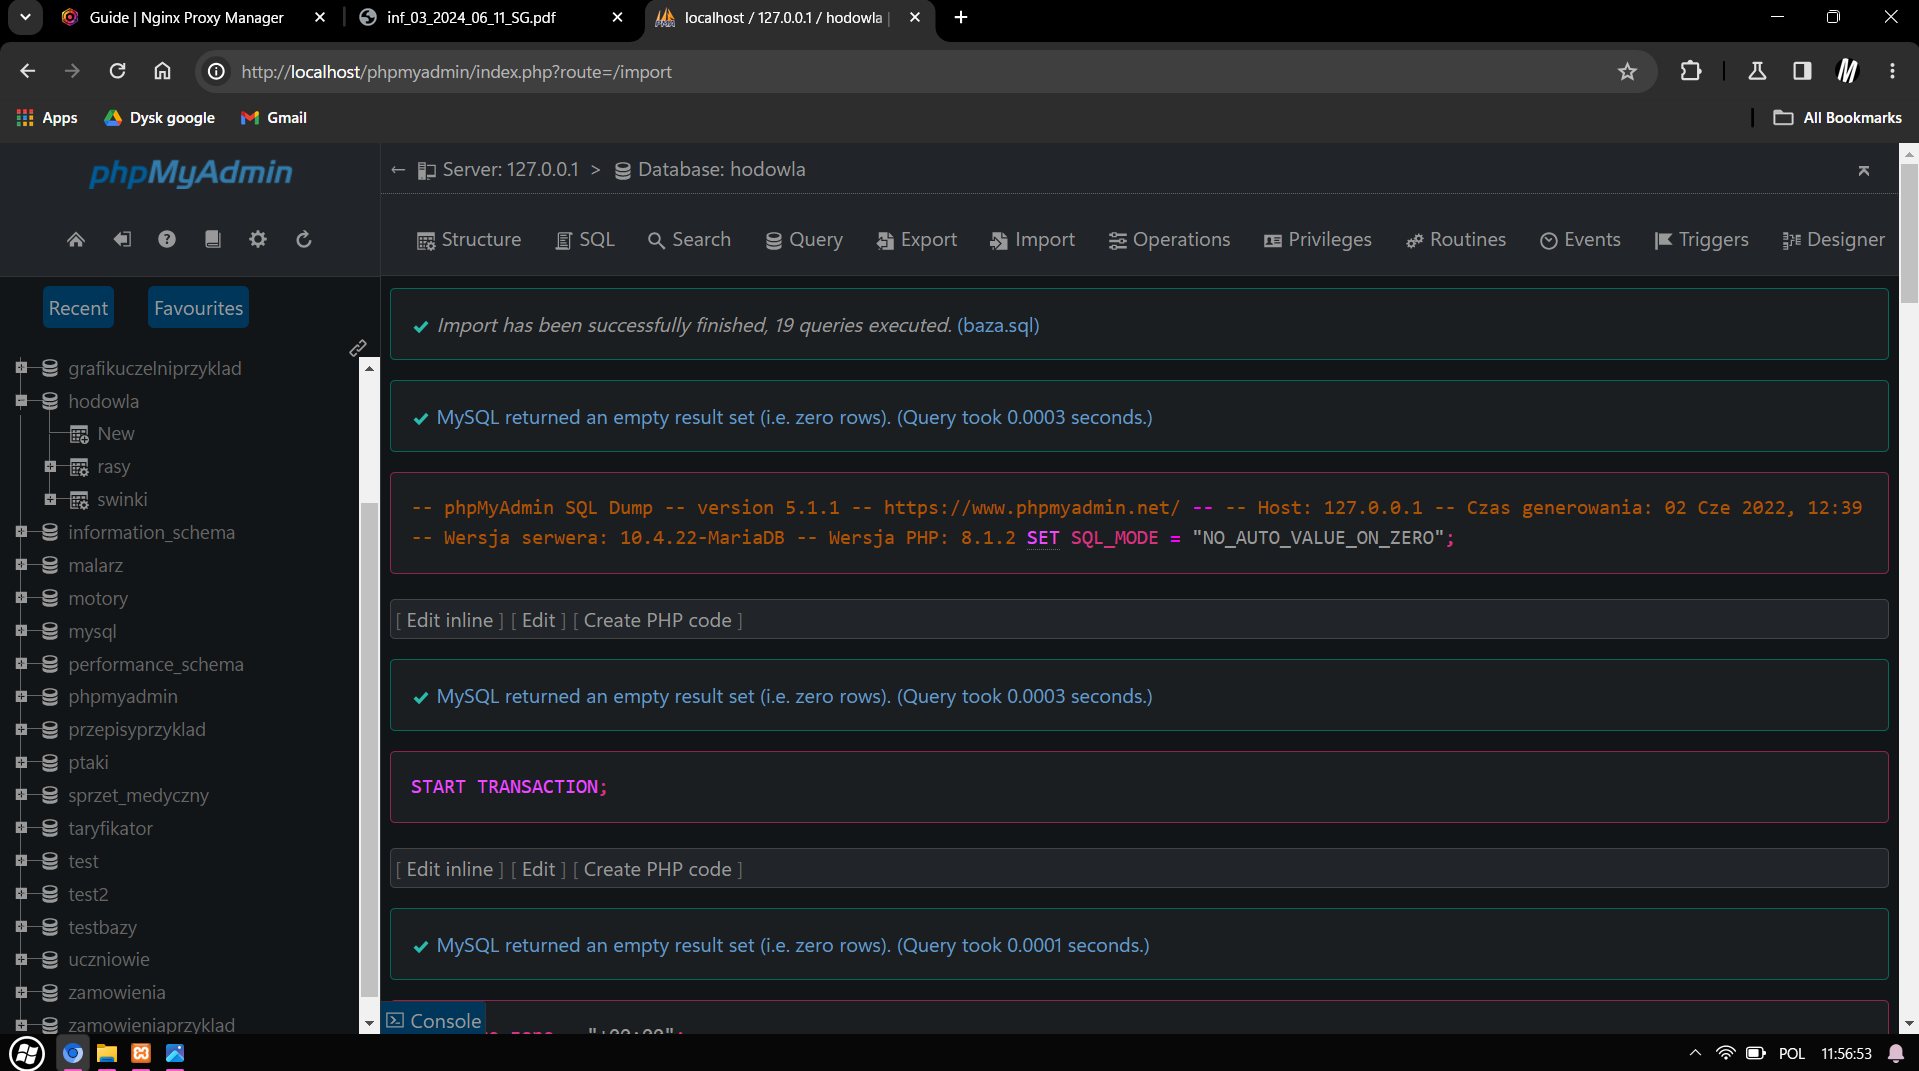 Guide | Nginx Proxy Manager
inf_03_2024_06_11_SG.pdf
localhost / 127.0.0.1 / hodowla |
http://localhost/phpmyadmin/index.php?route=/import
Apps
Dysk google
Gmail
All Bookmarks
phpMyAdmin
Recent
Favourites
grafikuczelniprzyklad
hodowla
New
rasy
swinki
information_schema
malarz
motory
mysql
performance_schema
phpmyadmin
przepisyprzyklad
ptaki
sprzet_medyczny
taryfikator
test
test2
testbazy
uczniowie
zamowienia
zamowieniaprzyklad
← Server: 127.0.0.1 > Database: hodowla
Structure SQL Search Query Export Import Operations Privileges Routines Events Triggers Designer
Import has been successfully finished, 19 queries executed. (baza.sql)
MySQL returned an empty result set (i.e. zero rows). (Query took 0.0003 seconds.)
-- phpMyAdmin SQL Dump -- version 5.1.1 -- https://www.phpmyadmin.net/ -- -- Host: 127.0.0.1 -- Czas generowania: 02 Cze 2022, 12:39
-- Wersja serwera: 10.4.22-MariaDB -- Wersja PHP: 8.1.2 SET SQL_MODE = "NO_AUTO_VALUE_ON_ZERO";
[ Edit inline ] [ Edit ] [ Create PHP code ]
MySQL returned an empty result set (i.e. zero rows). (Query took 0.0003 seconds.)
START TRANSACTION;
[ Edit inline ] [ Edit ] [ Create PHP code ]
MySQL returned an empty result set (i.e. zero rows). (Query took 0.0001 seconds.)
Console
POL 11:56:53